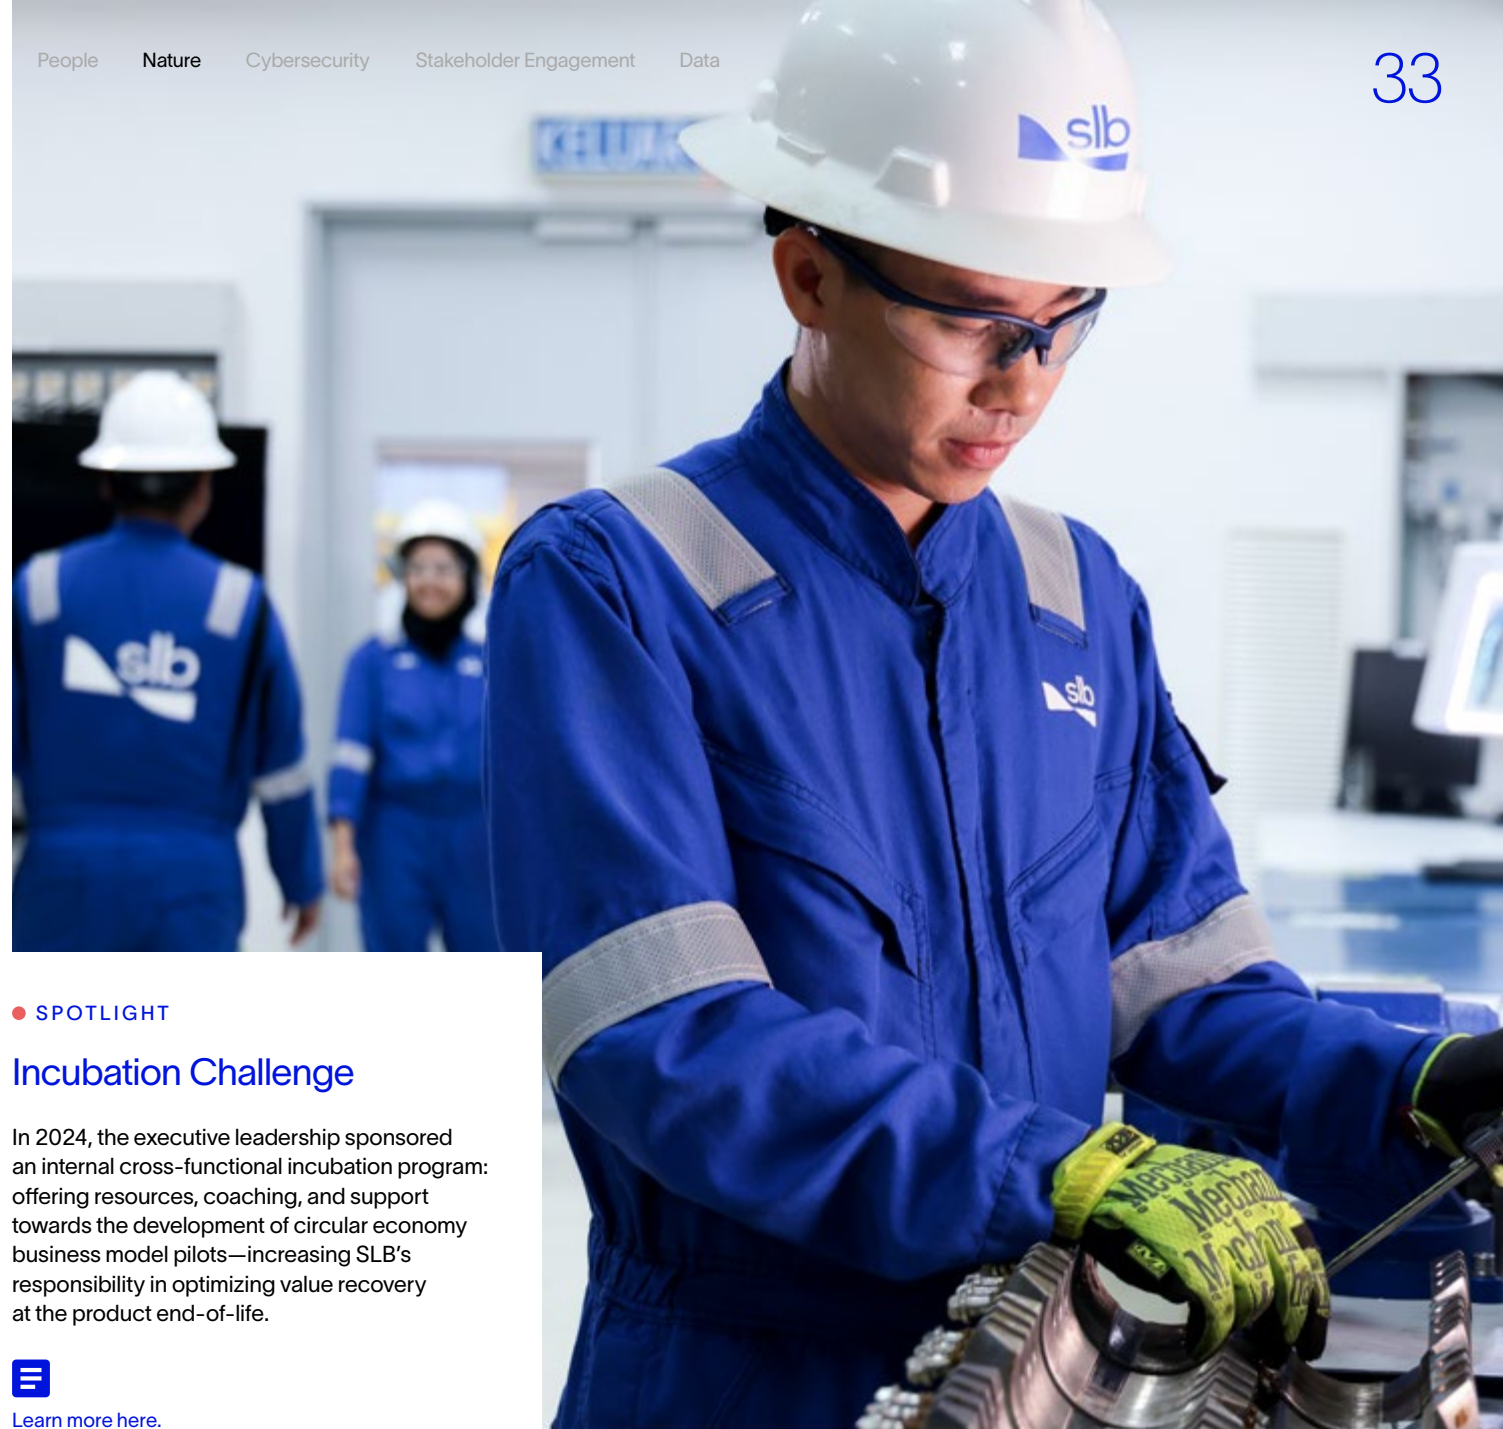 People Nature Cybersecurity Stakeholder Engagement Data
33
slb
slb
slb
SPOTLIGHT
Incubation Challenge
In 2024, the executive leadership sponsored
an internal cross-functional incubation program:
offering resources, coaching, and support
towards the development of circular economy
business model pilots—increasing SLB’s
responsibility in optimizing value recovery
at the product end-of-life.
Learn more here.